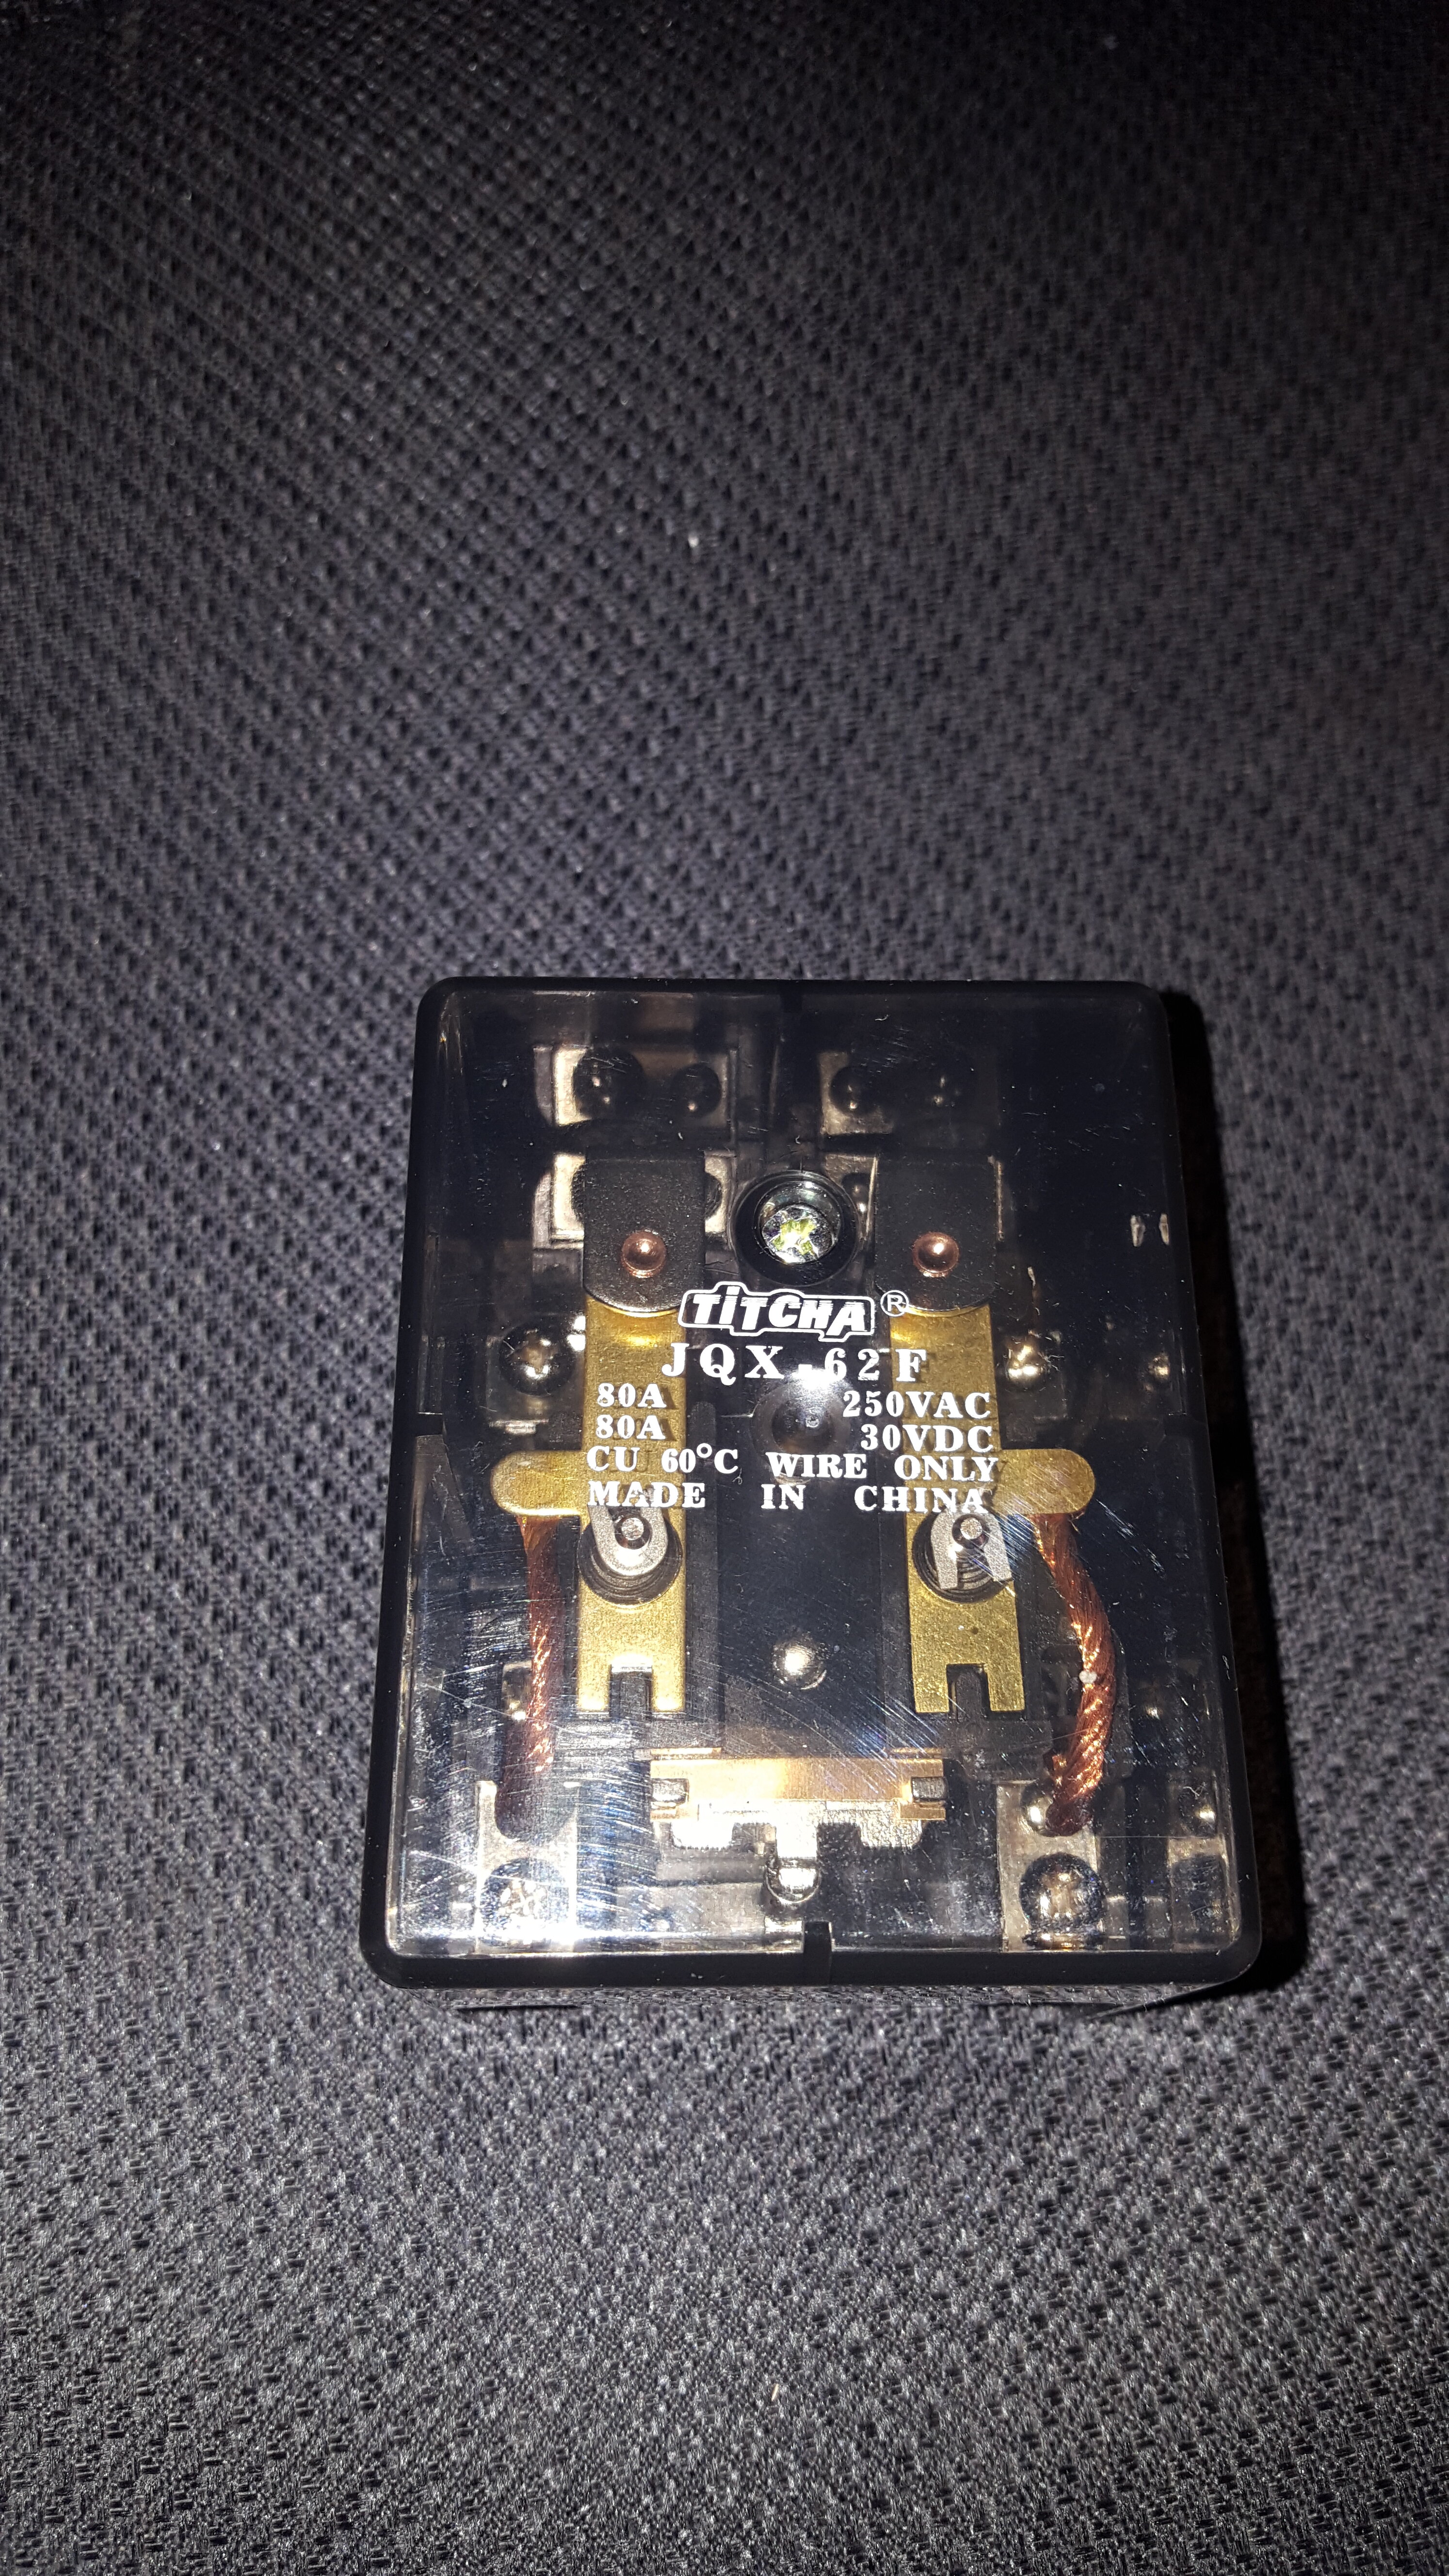 TiTCHA ®
JQX-62F
80A 250VAC
80A 30VDC
CU 60°C WIRE ONLY
MADE IN CHINA